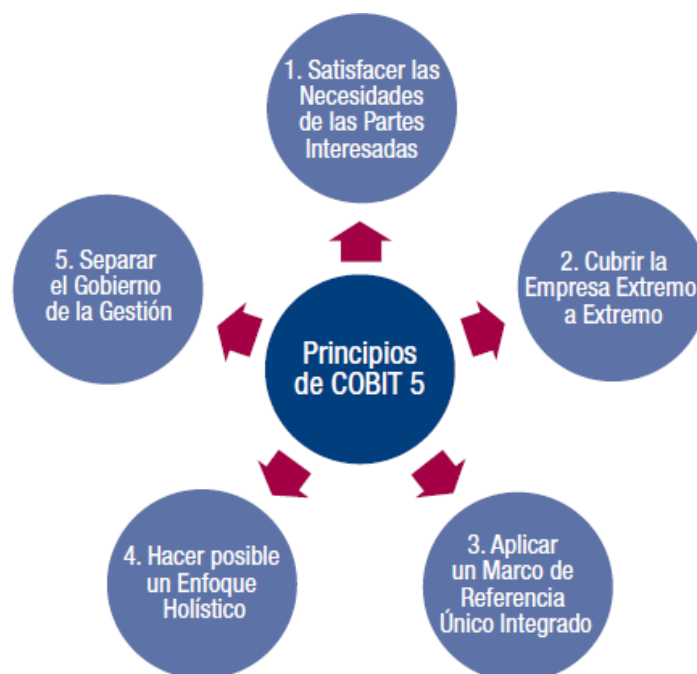 1. Satisfacer las
Necesidades
de las Partes
Interesadas
5. Separar
el Gobierno
de la Gestión
2. Cubrir la
Empresa Extremo
a Extremo
Principios
de COBIT 5
4. Hacer posible
un Enfoque
Holístico
3. Aplicar
un Marco de
Referencia
Único Integrado